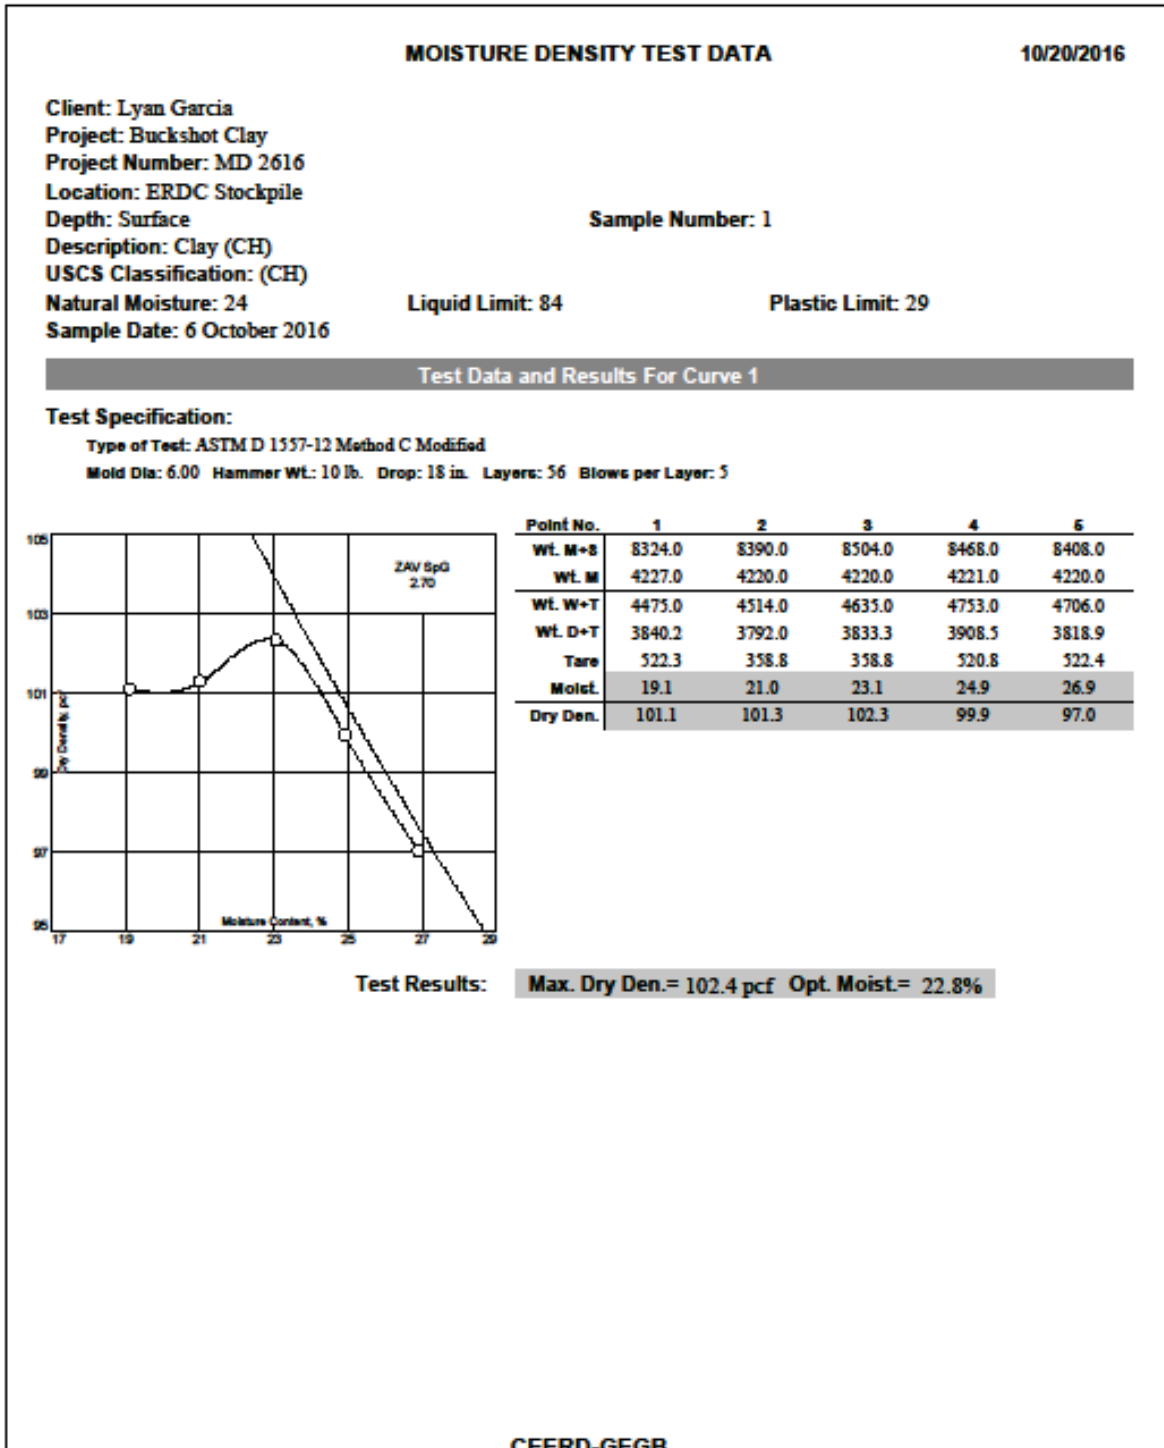 MOISTURE DENSITY TEST DATA 10/20/2016
Client: Lyan Garcia
Project: Buckshot Clay
Project Number: MD 2616
Location: ERDC Stockpile
Depth: Surface Sample Number: 1
Description: Clay (CH)
USCS Classification: (CH)
Natural Moisture: 24 Liquid Limit: 84 Plastic Limit: 29
Sample Date: 6 October 2016
Test Data and Results For Curve 1
Test Specification:
Type of Test: ASTM D 1557-12 Method C Modified
Mold Dia: 6.00 Hammer Wt.: 10 lb. Drop: 18 in. Layers: 56 Blows per Layer: 5
105
103
101
99
97
95
Dry Density, pcf
ZAV SpG
2.70
Moisture Content, %
17 19 21 23 25 27 29
Point No. 1 2 3 4 5
Wt. M+S 8324.0 8390.0 8504.0 8468.0 8408.0
Wt. M 4227.0 4220.0 4220.0 4221.0 4220.0
Wt. W+T 4475.0 4514.0 4635.0 4753.0 4706.0
Wt. D+T 3840.2 3792.0 3833.3 3908.5 3818.9
Tare 522.3 358.8 358.8 520.8 522.4
Moist. 19.1 21.0 23.1 24.9 26.9
Dry Den. 101.1 101.3 102.3 99.9 97.0
Test Results: Max. Dry Den.= 102.4 pcf Opt. Moist.= 22.8%
CEERD-GEGB